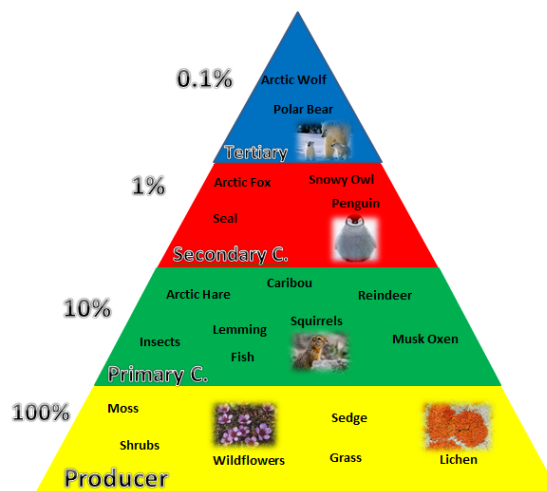 0.1%
Arctic Wolf
Polar Bear
Tertiary
1%
Arctic Fox
Snowy Owl
Penguin
Seal
Secondary C.
10%
Caribou
Arctic Hare
Reindeer
Squirrels
Lemming
Insects
Musk Oxen
Fish
Primary C.
100%
Moss
Sedge
Shrubs
Wildflowers
Grass
Lichen
Producer